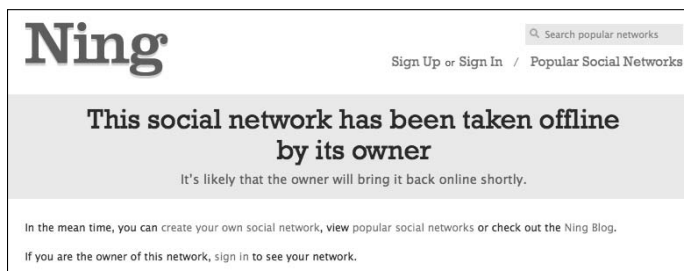 Ning
Search popular networks
Sign Up or Sign In / Popular Social Networks
This social network has been taken offline
by its owner
It's likely that the owner will bring it back online shortly.
In the mean time, you can create your own social network, view popular social networks or check out the Ning Blog.
If you are the owner of this network, sign in to see your network.